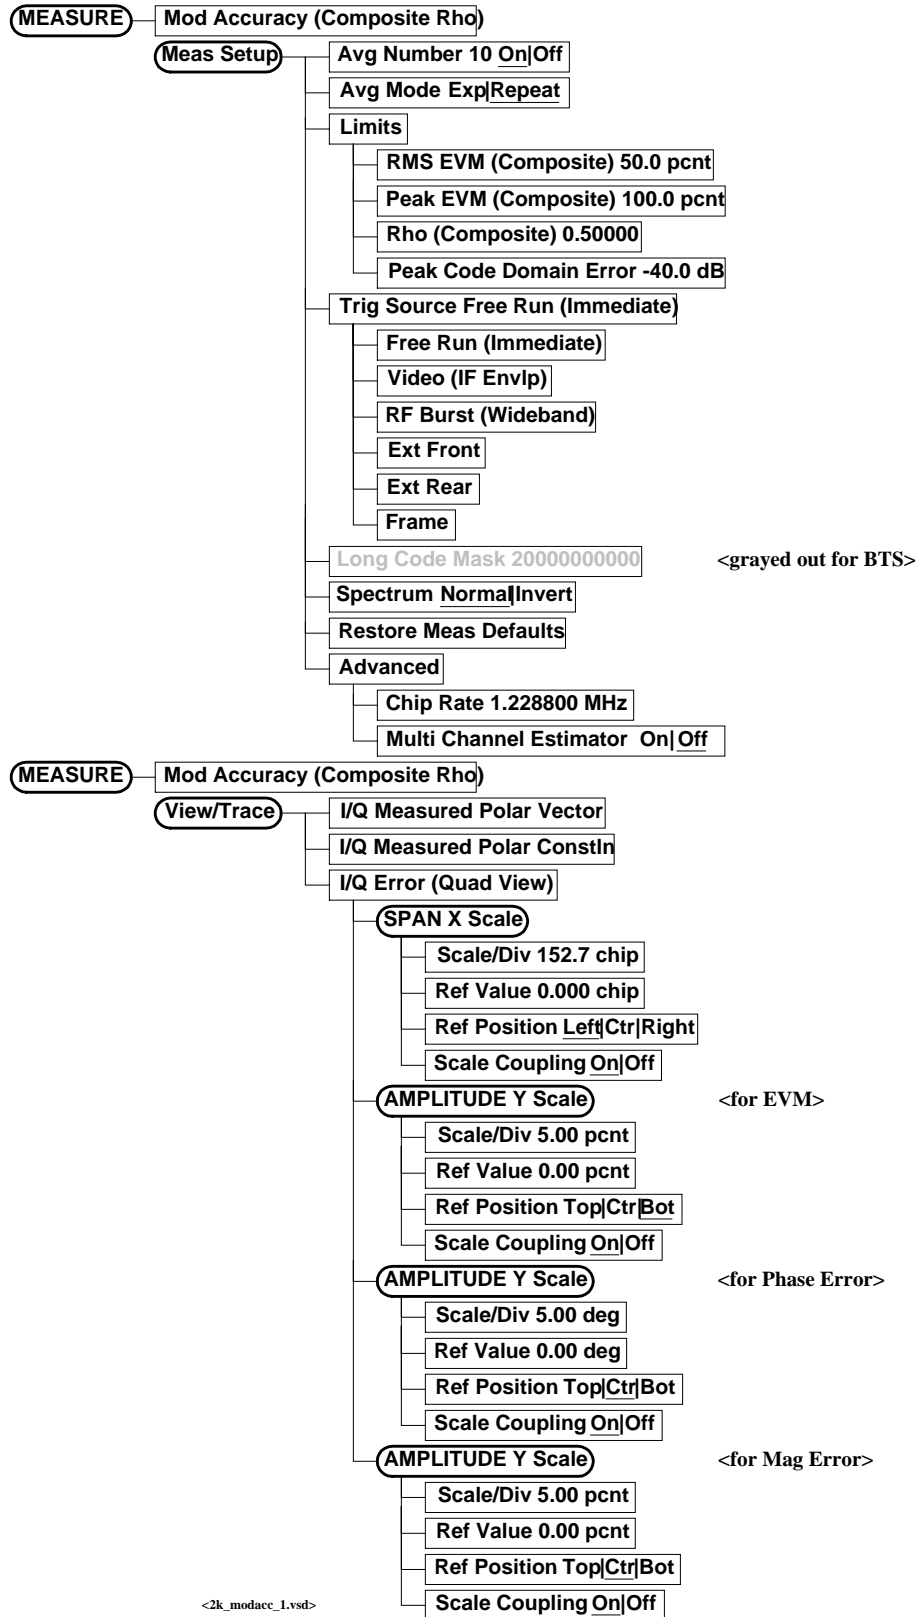 MEASURE Mod Accuracy (Composite Rho)
Meas Setup Avg Number 10 On|Off
Avg Mode Exp|Repeat
Limits
RMS EVM (Composite) 50.0 pcnt
Peak EVM (Composite) 100.0 pcnt
Rho (Composite) 0.50000
Peak Code Domain Error -40.0 dB
Trig Source Free Run (Immediate)
Free Run (Immediate)
Video (IF Envlp)
RF Burst (Wideband)
Ext Front
Ext Rear
Frame
Long Code Mask 20000000000 <grayed out for BTS>
Spectrum Normal|Invert
Restore Meas Defaults
Advanced
Chip Rate 1.228800 MHz
Multi Channel Estimator On|Off
MEASURE Mod Accuracy (Composite Rho)
View/Trace I/Q Measured Polar Vector
I/Q Measured Polar Constln
I/Q Error (Quad View)
SPAN X Scale
Scale/Div 152.7 chip
Ref Value 0.000 chip
Ref Position Left|Ctr|Right
Scale Coupling On|Off
AMPLITUDE Y Scale <for EVM>
Scale/Div 5.00 pcnt
Ref Value 0.00 pcnt
Ref Position Top|Ctr|Bot
Scale Coupling On|Off
AMPLITUDE Y Scale <for Phase Error>
Scale/Div 5.00 deg
Ref Value 0.00 deg
Ref Position Top|Ctr|Bot
Scale Coupling On|Off
AMPLITUDE Y Scale <for Mag Error>
Scale/Div 5.00 pcnt
Ref Value 0.00 pcnt
Ref Position Top|Ctr|Bot
<2k_modacc_1.vsd> Scale Coupling On|Off